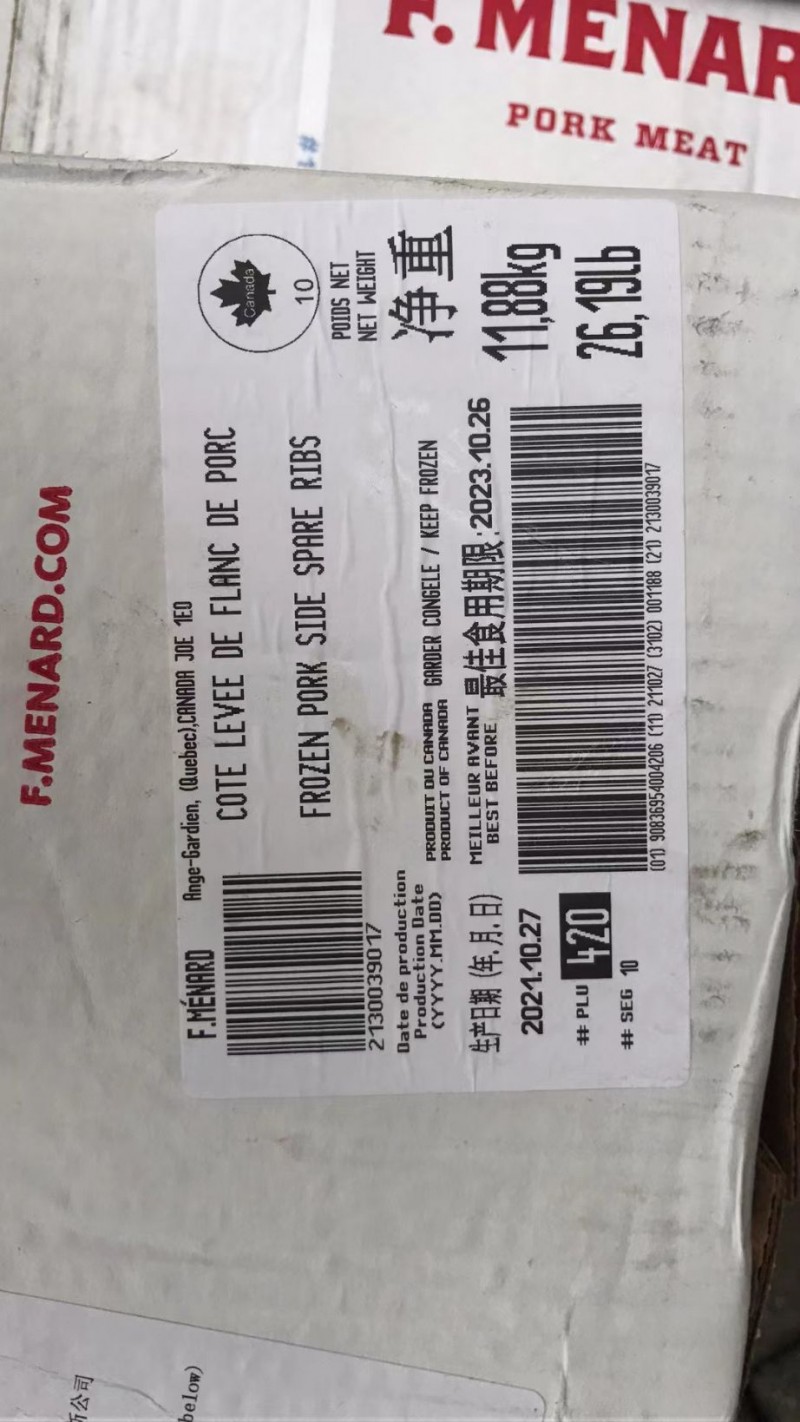 F. MENAR
PORK MEAT
#1
F.MENARD.COM
F.MÉNARD Ange-Gardien, (Quebec),CANADA J0E 1E0
COTE LEVEE DE FLANC DE PORC
FROZEN PORK SIDE SPARE RIBS
Canada
10
2130039017
POIDS NET
NET WEIGHT
净重
11,88kg
26,19lb
Date de production
Production Date
(YYYY.MM.DD)
生产日期 (年.月.日)
2021.10.27
PRODUIT DU CANADA
PRODUCT OF CANADA
GARDER CONGELE / KEEP FROZEN
MEILLEUR AVANT
BEST BEFORE
最佳食用期限:2023.10.26
# PLU 420
# SEG 10
(01) 90836954004206 (11) 211027 (3102) 001188 (21) 2130039017
公司
below)